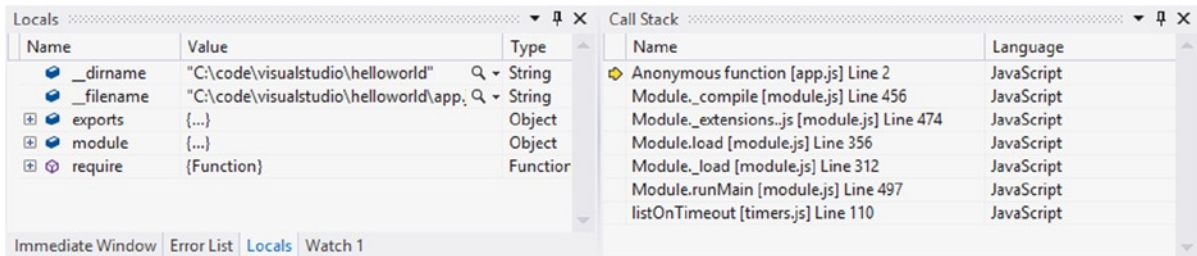 Locals
Name Value Type
__dirname "C:\code\visualstudio\helloworld" String
__filename "C:\code\visualstudio\helloworld\app. String
exports {...} Object
module {...} Object
require {Function} Function
Immediate Window Error List Locals Watch 1
Call Stack
Name Language
Anonymous function [app.js] Line 2 JavaScript
Module._compile [module.js] Line 456 JavaScript
Module._extensions..js [module.js] Line 474 JavaScript
Module.load [module.js] Line 356 JavaScript
Module._load [module.js] Line 312 JavaScript
Module.runMain [module.js] Line 497 JavaScript
listOnTimeout [timers.js] Line 110 JavaScript